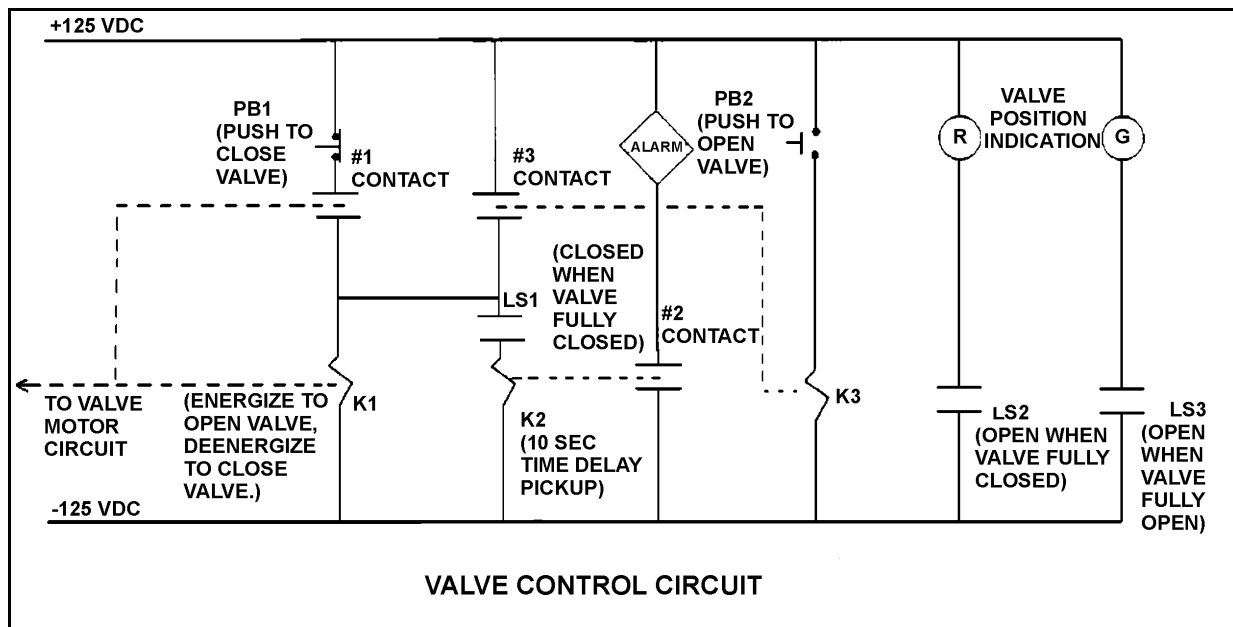 +125 VDC
PB1
(PUSH TO
CLOSE
VALVE)
#1
CONTACT
#3
CONTACT
ALARM
PB2
(PUSH TO
OPEN
VALVE)
R
VALVE
POSITION
INDICATION
G
(CLOSED
WHEN
VALVE
FULLY
CLOSED)
LS1
#2
CONTACT
K1
TO VALVE
MOTOR
CIRCUIT
(ENERGIZE TO
OPEN VALVE,
DEENERGIZE
TO CLOSE
VALVE.)
K2
(10 SEC
TIME DELAY
PICKUP)
K3
LS2
(OPEN WHEN
VALVE FULLY
CLOSED)
LS3
(OPEN
WHEN
VALVE
FULLY
OPEN)
-125 VDC
VALVE CONTROL CIRCUIT